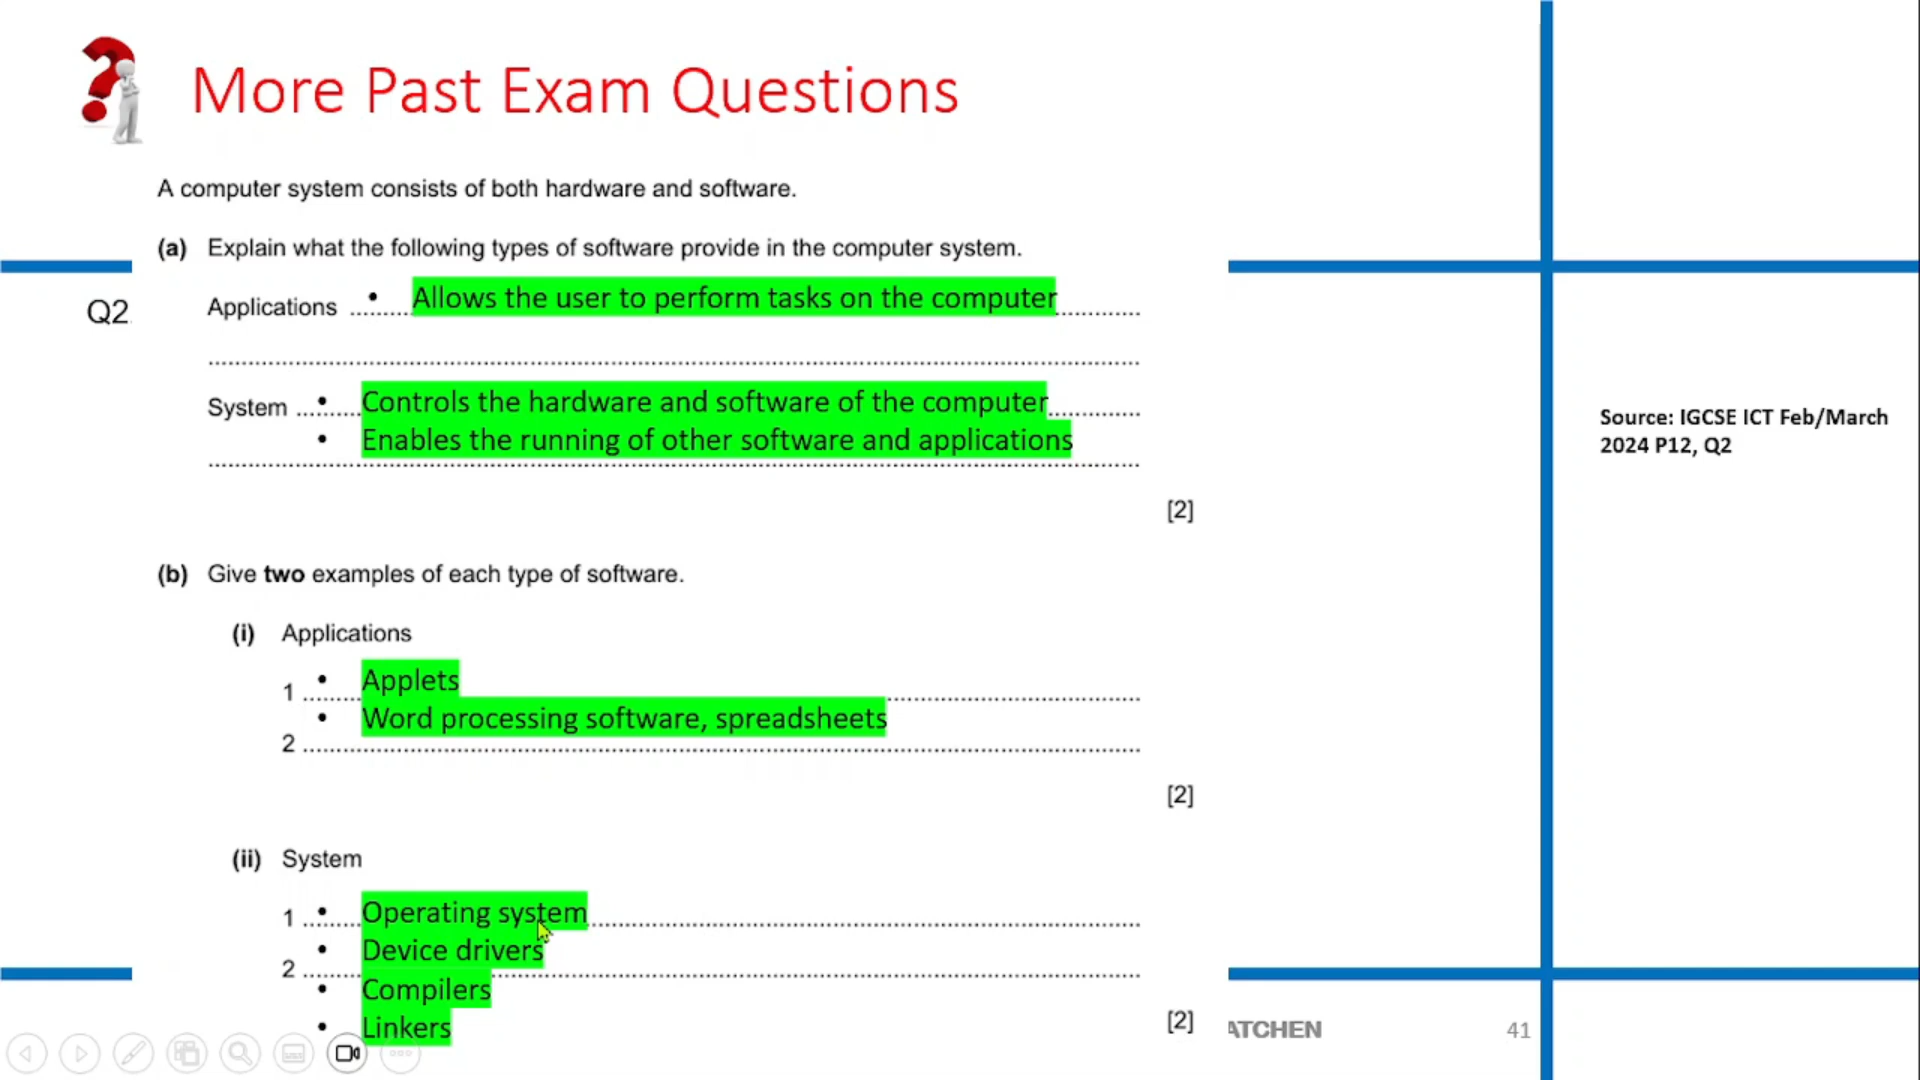 More Past Exam Questions
A computer system consists of both hardware and software.
(a) Explain what the following types of software provide in the computer system.
Q2
Applications • Allows the user to perform tasks on the computer
System • Controls the hardware and software of the computer
• Enables the running of other software and applications
Source: IGCSE ICT Feb/March
2024 P12, Q2
[2]
(b) Give two examples of each type of software.
(i) Applications
1 • Applets
• Word processing software, spreadsheets
2
[2]
(ii) System
1 • Operating system
• Device drivers
2
• Compilers
• Linkers
[2]
ATCHEN
41